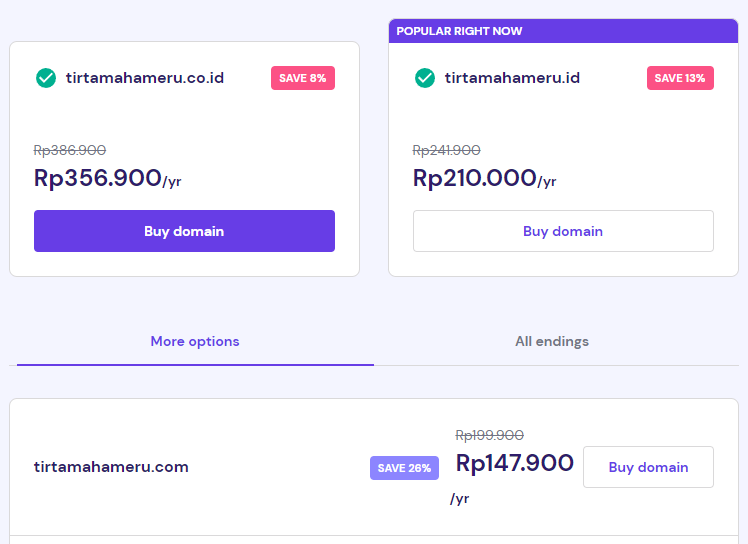 POPULAR RIGHT NOW
tirtamahameru.co.id
SAVE 8%
Rp386.900
Rp356.900/yr
Buy domain
tirtamahameru.id
SAVE 13%
Rp241.900
Rp210.000/yr
Buy domain
More options
All endings
tirtamahameru.com
SAVE 26%
Rp199.900
Rp147.900
/yr
Buy domain